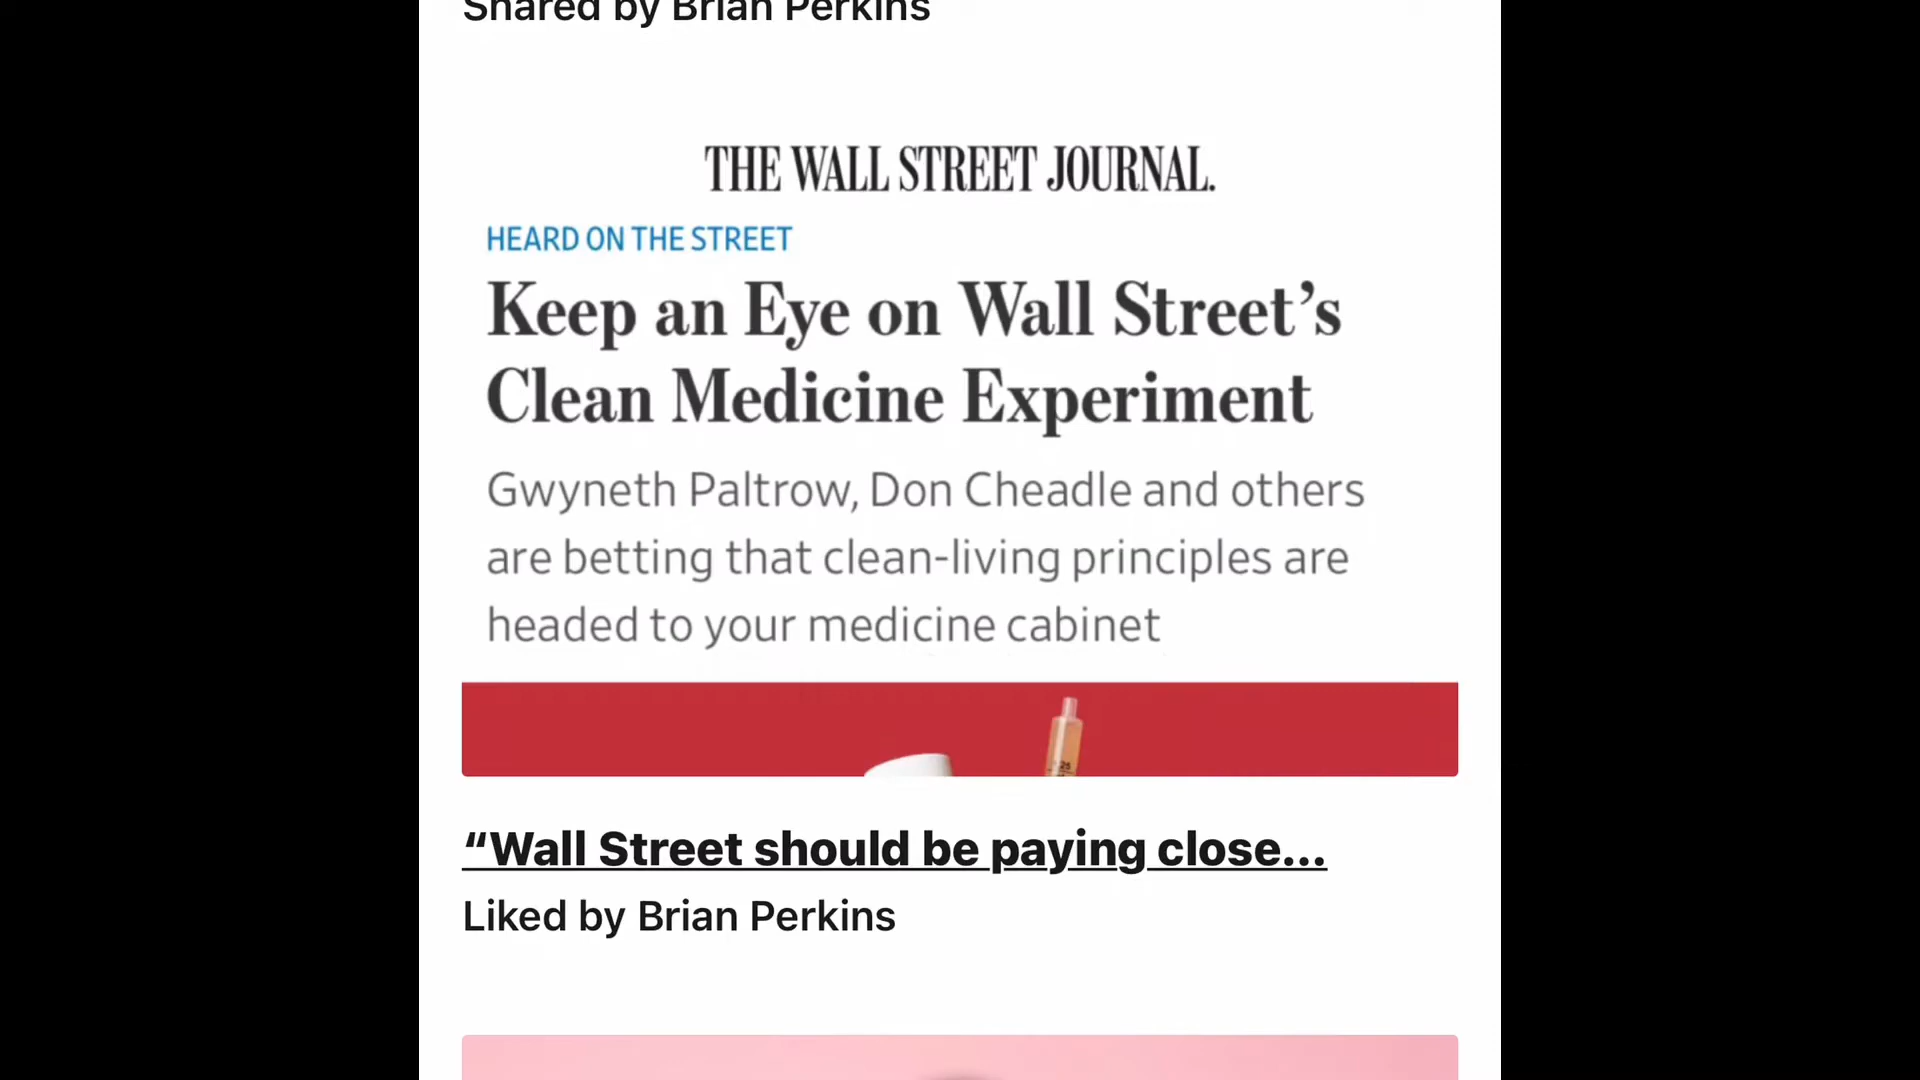 Shared by Brian Perkins
THE WALL STREET JOURNAL.
HEARD ON THE STREET
Keep an Eye on Wall Street’s
Clean Medicine Experiment
Gwyneth Paltrow, Don Cheadle and others
are betting that clean-living principles are
headed to your medicine cabinet
“Wall Street should be paying close...
Liked by Brian Perkins